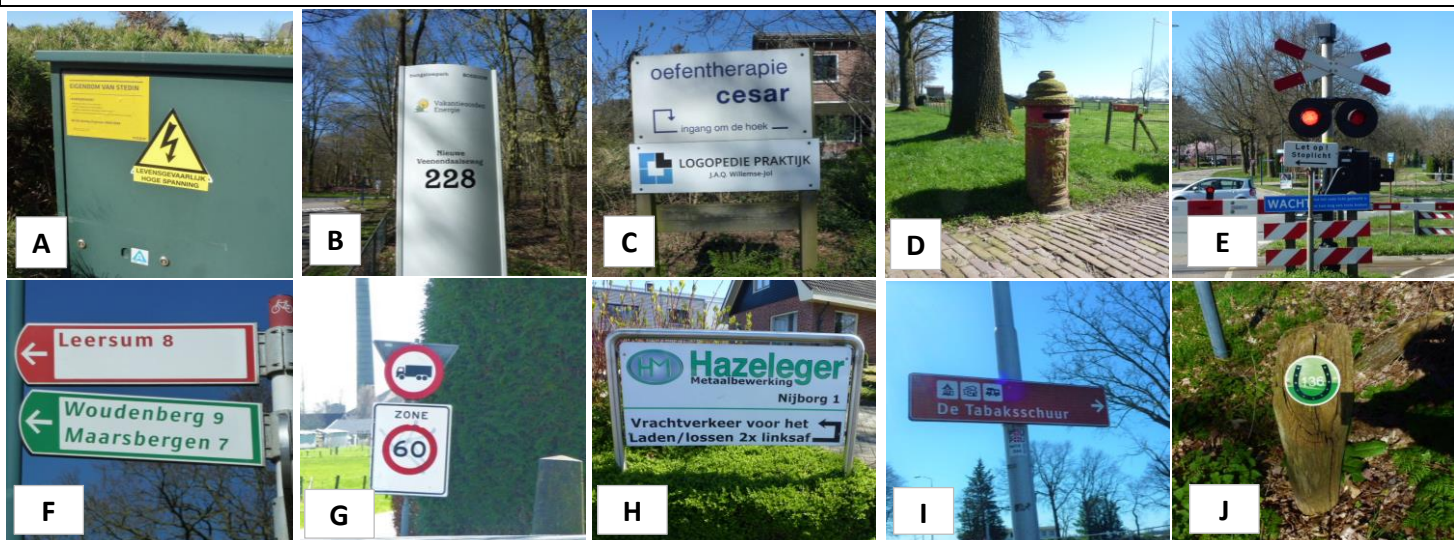 EIGENDOM VAN STEDIN
LEVENSGEVAARLIJK
HOGE SPANNING
A
Vakantieoorden
Energie
Nieuwe
Veenendaalseweg
228
B
oefentherapie
cesar
ingang om de hoek
LOGOPEDIE PRAKTIJK
J.A.Q. Willemse-Jol
C
D
Let op!
Stoplicht
WACHT
E
Leersum 8
Woudenberg 9
Maarsbergen 7
F
ZONE
60
G
HM
Hazeleger
Metaalbewerking
Nijborg 1
Vrachtverkeer voor het
Laden/lossen 2x linksaf
H
De Tabaksschuur
I
136
J